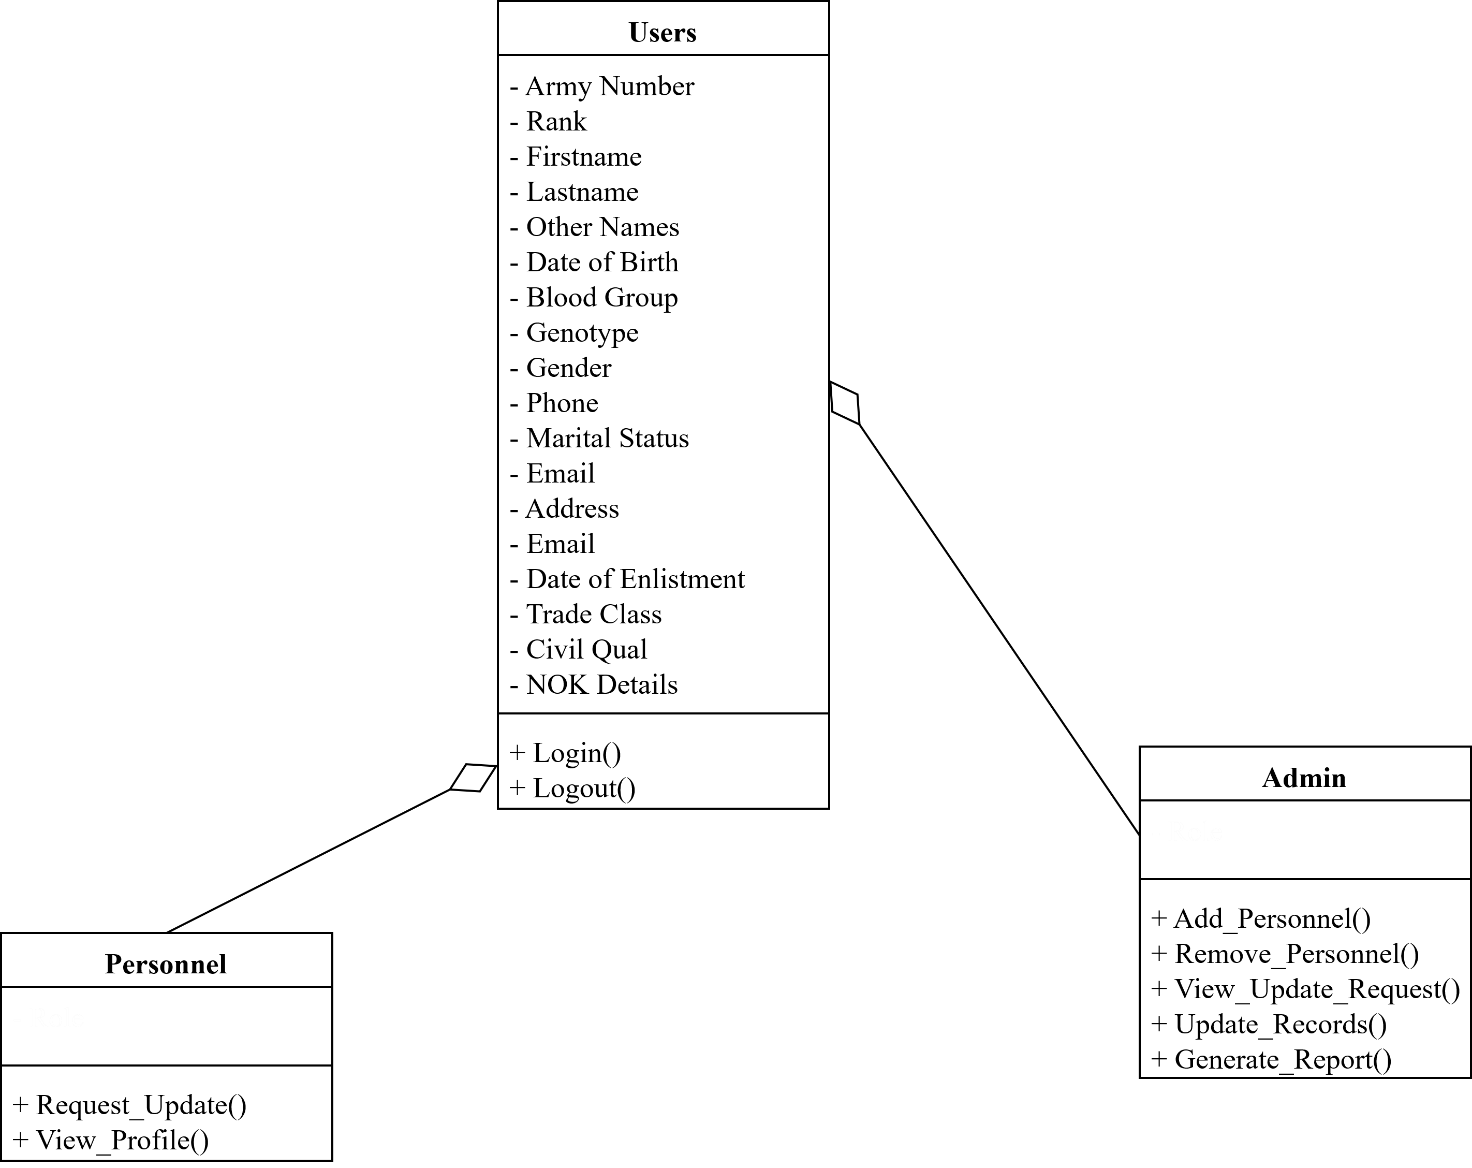 Users
- Army Number
- Rank
- Firstname
- Lastname
- Other Names
- Date of Birth
- Blood Group
- Genotype
- Gender
- Phone
- Marital Status
- Email
- Address
- Email
- Date of Enlistment
- Trade Class
- Civil Qual
- NOK Details
+ Login()
+ Logout()
Personnel
+ Request_Update()
+ View_Profile()
Admin
+ Add_Personnel()
+ Remove_Personnel()
+ View_Update_Request()
+ Update_Records()
+ Generate_Report()